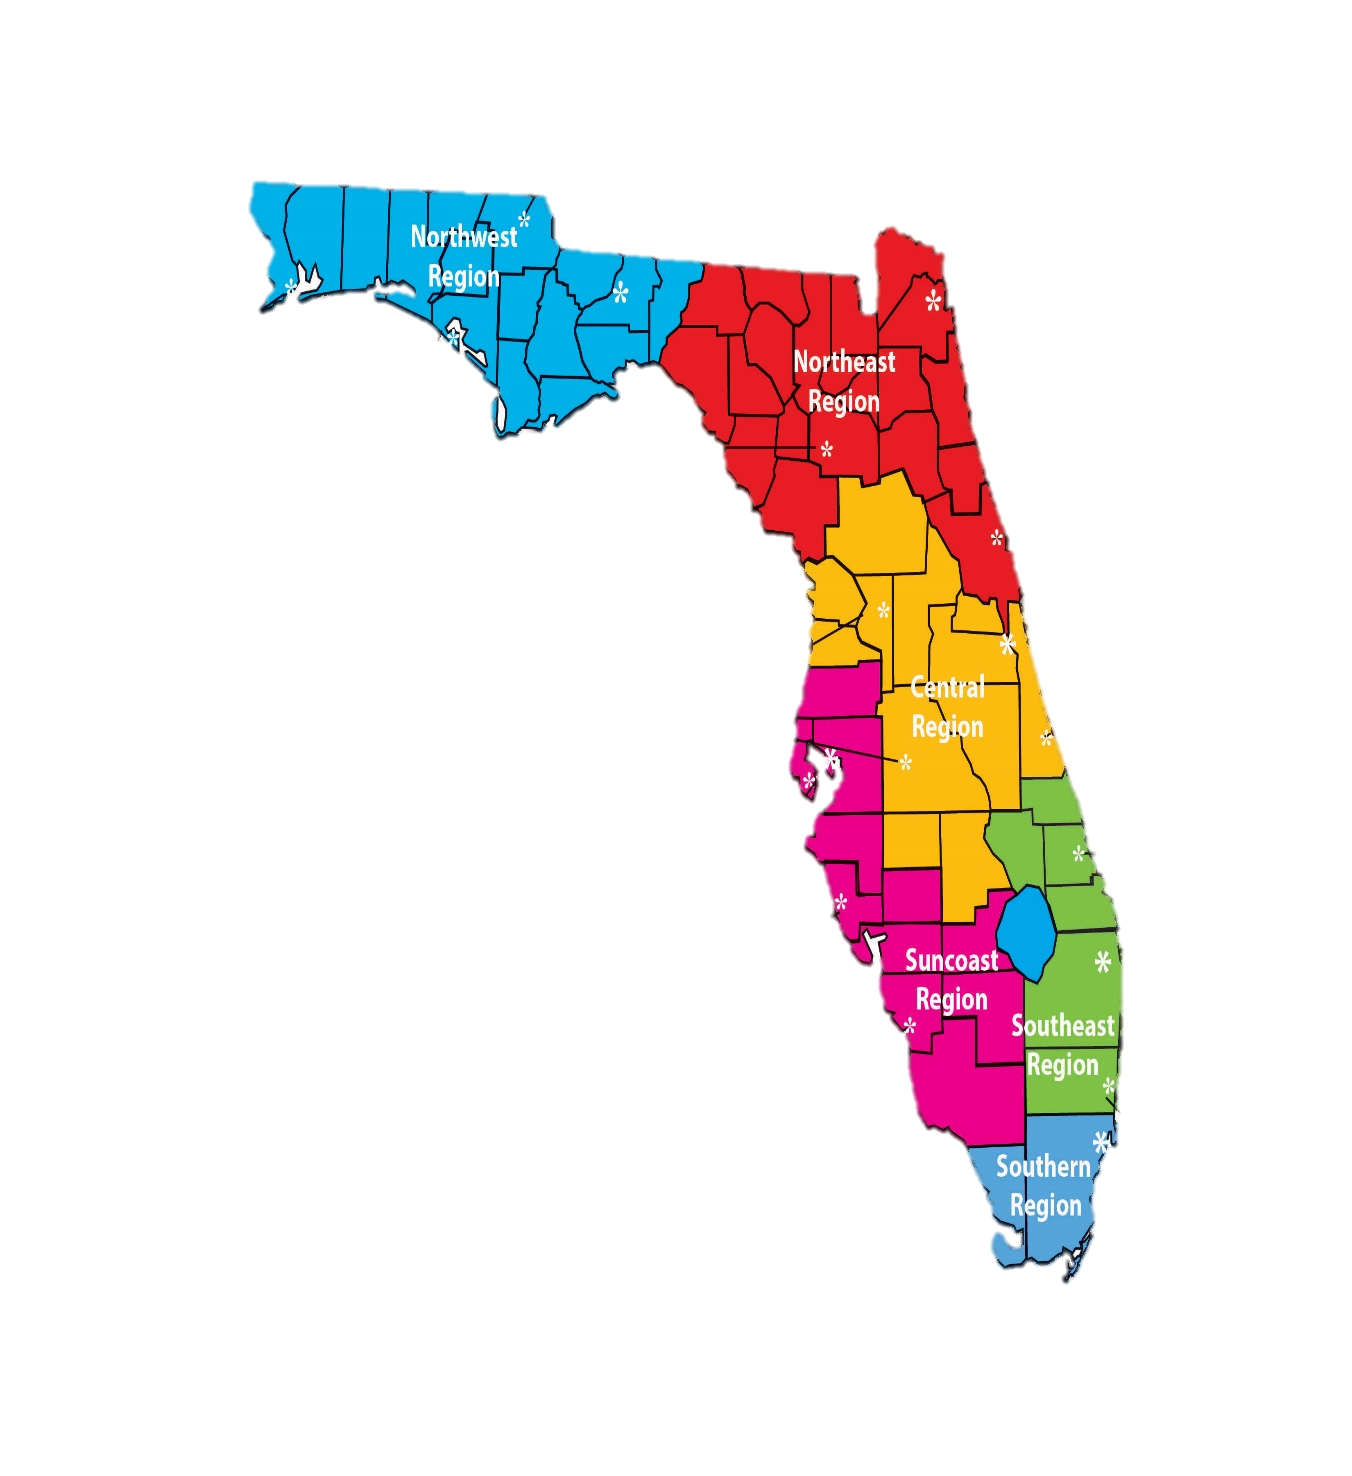 Northwest
Region
Northeast
Region
Central
Region
Suncoast
Region
Southeast
Region
Southern
Region